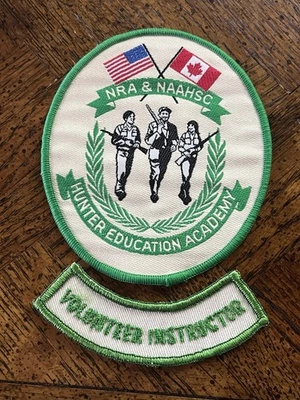 NRA & NAAHSC
HUNTER EDUCATION ACADEMY
VOLUNTEER INSTRUCTOR